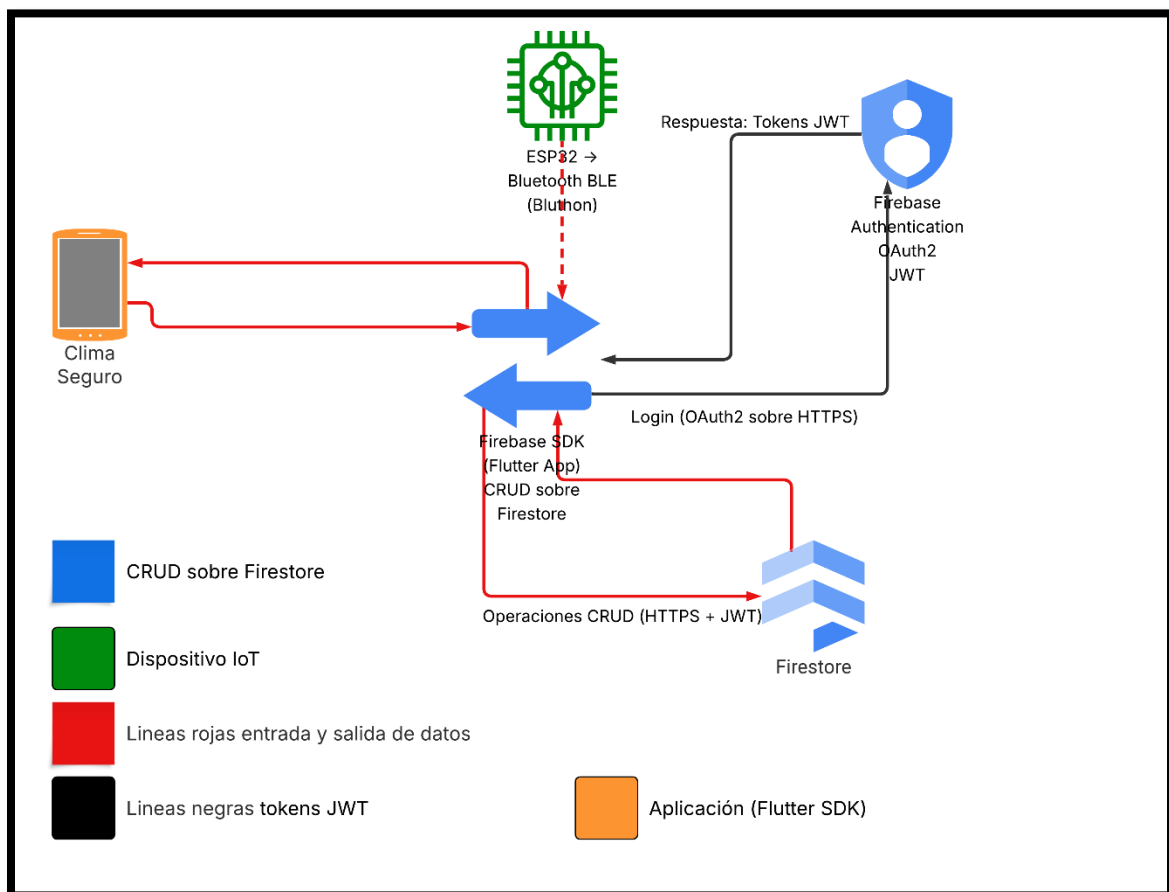 ESP32 →
Bluetooth BLE
(Bluthon)
Respuesta: Tokens JWT
Firebase
Authentication
OAuth2
JWT
Clima
Seguro
Login (OAuth2 sobre HTTPS)
Firebase SDK
(Flutter App)
CRUD sobre
Firestore
Operaciones CRUD (HTTPS + JWT)
Firestore
CRUD sobre Firestore
Dispositivo IoT
Lineas rojas entrada y salida de datos
Lineas negras tokens JWT
Aplicación (Flutter SDK)